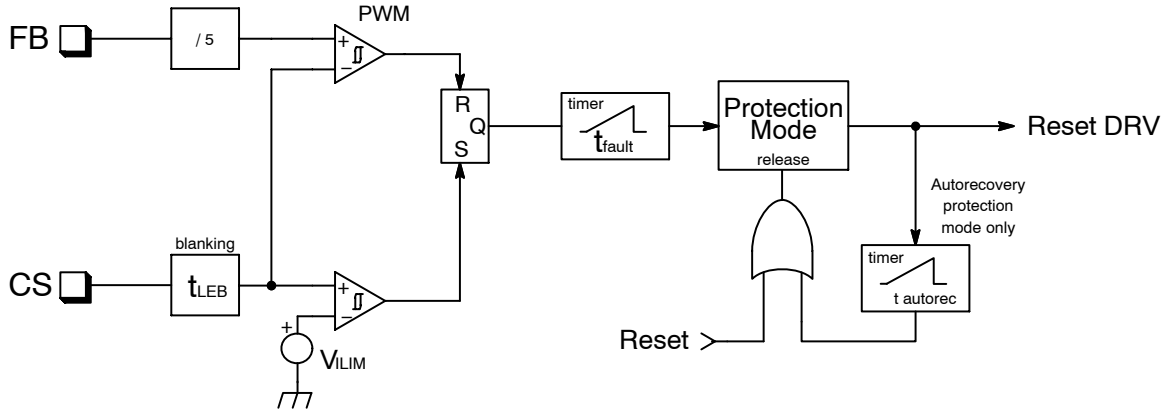 PWM
FB
/ 5
+
−
R
Q
S
timer
tfault
Protection
Mode
release
Reset DRV
Autorecovery
protection
mode only
blanking
CS
tLEB
+
−
+
VILIM
timer
t autorec
Reset